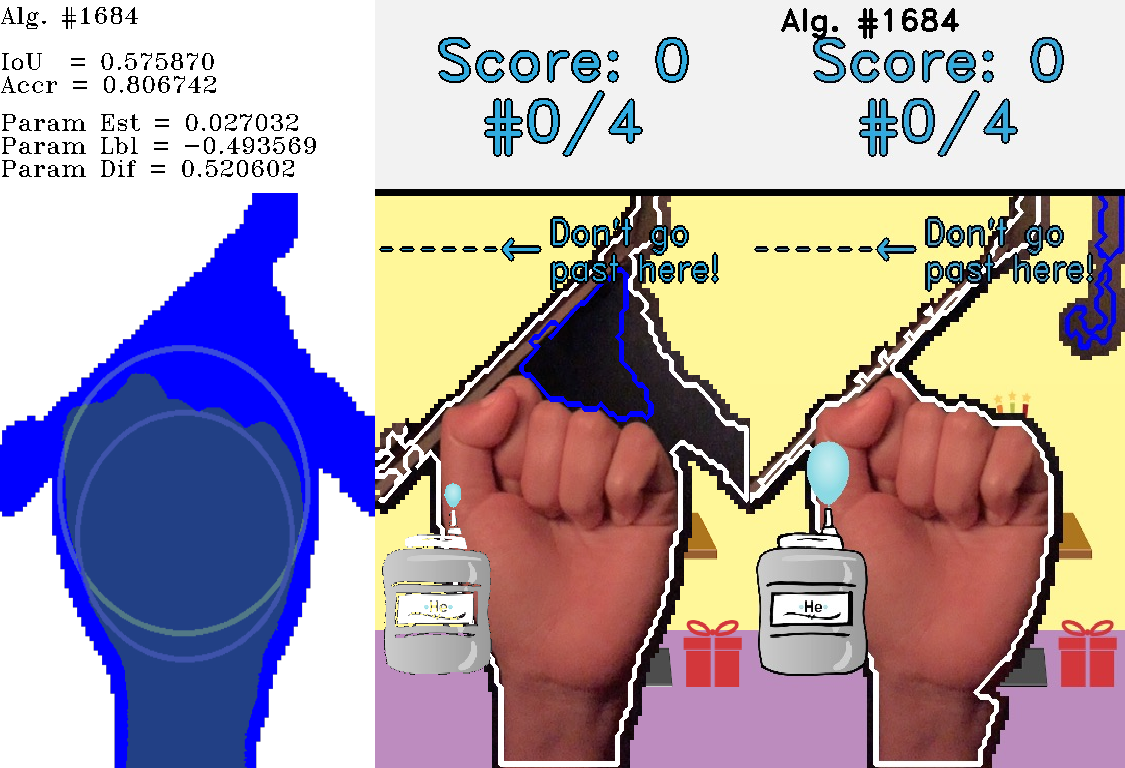 Alg. #1684
IoU = 0.575870
Accr = 0.806742
Param Est = 0.027032
Param Lbl = −0.493569
Param Dif = 0.520602
Score: 0
#0/4
Don't go
past here!
He
Alg. #1684
Score: 0
#0/4
Don't go
past here!
He